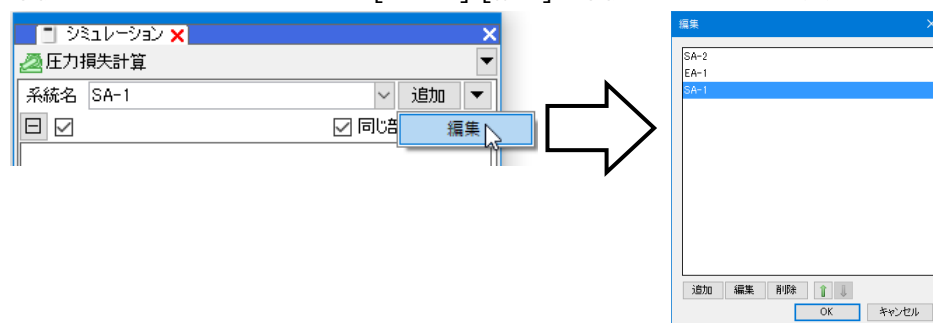 シミュレーション
圧力損失計算
系統名 SA-1 追加
同じ部
編集
編集
SA-2
EA-1
SA-1
追加 編集 削除
OK キャンセル